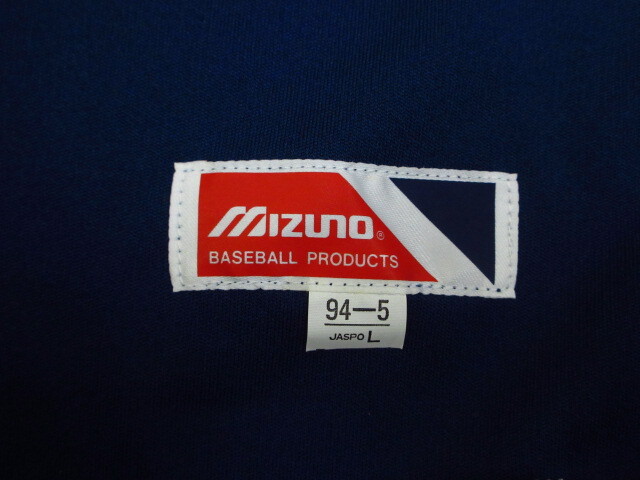 MIZUNO®
BASEBALL PRODUCTS
94—5
JASPO L